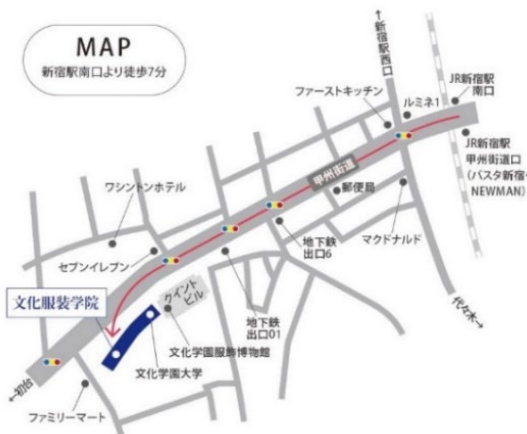 MAP
新宿駅南口より徒歩7分
↑新宿駅西口
JR新宿駅
南口
ファーストキッチン
ルミネ1
JR新宿駅
甲州街道口
(バスタ新宿・
NEWMAN)
甲州街道
郵便局
ワシントンホテル
マクドナルド
地下鉄
出口6
セブンイレブン
クイント
ビル
文化服装学院
地下鉄
出口01
代々木→
文化学園服飾博物館
文化学園大学
←初台
ファミリーマート